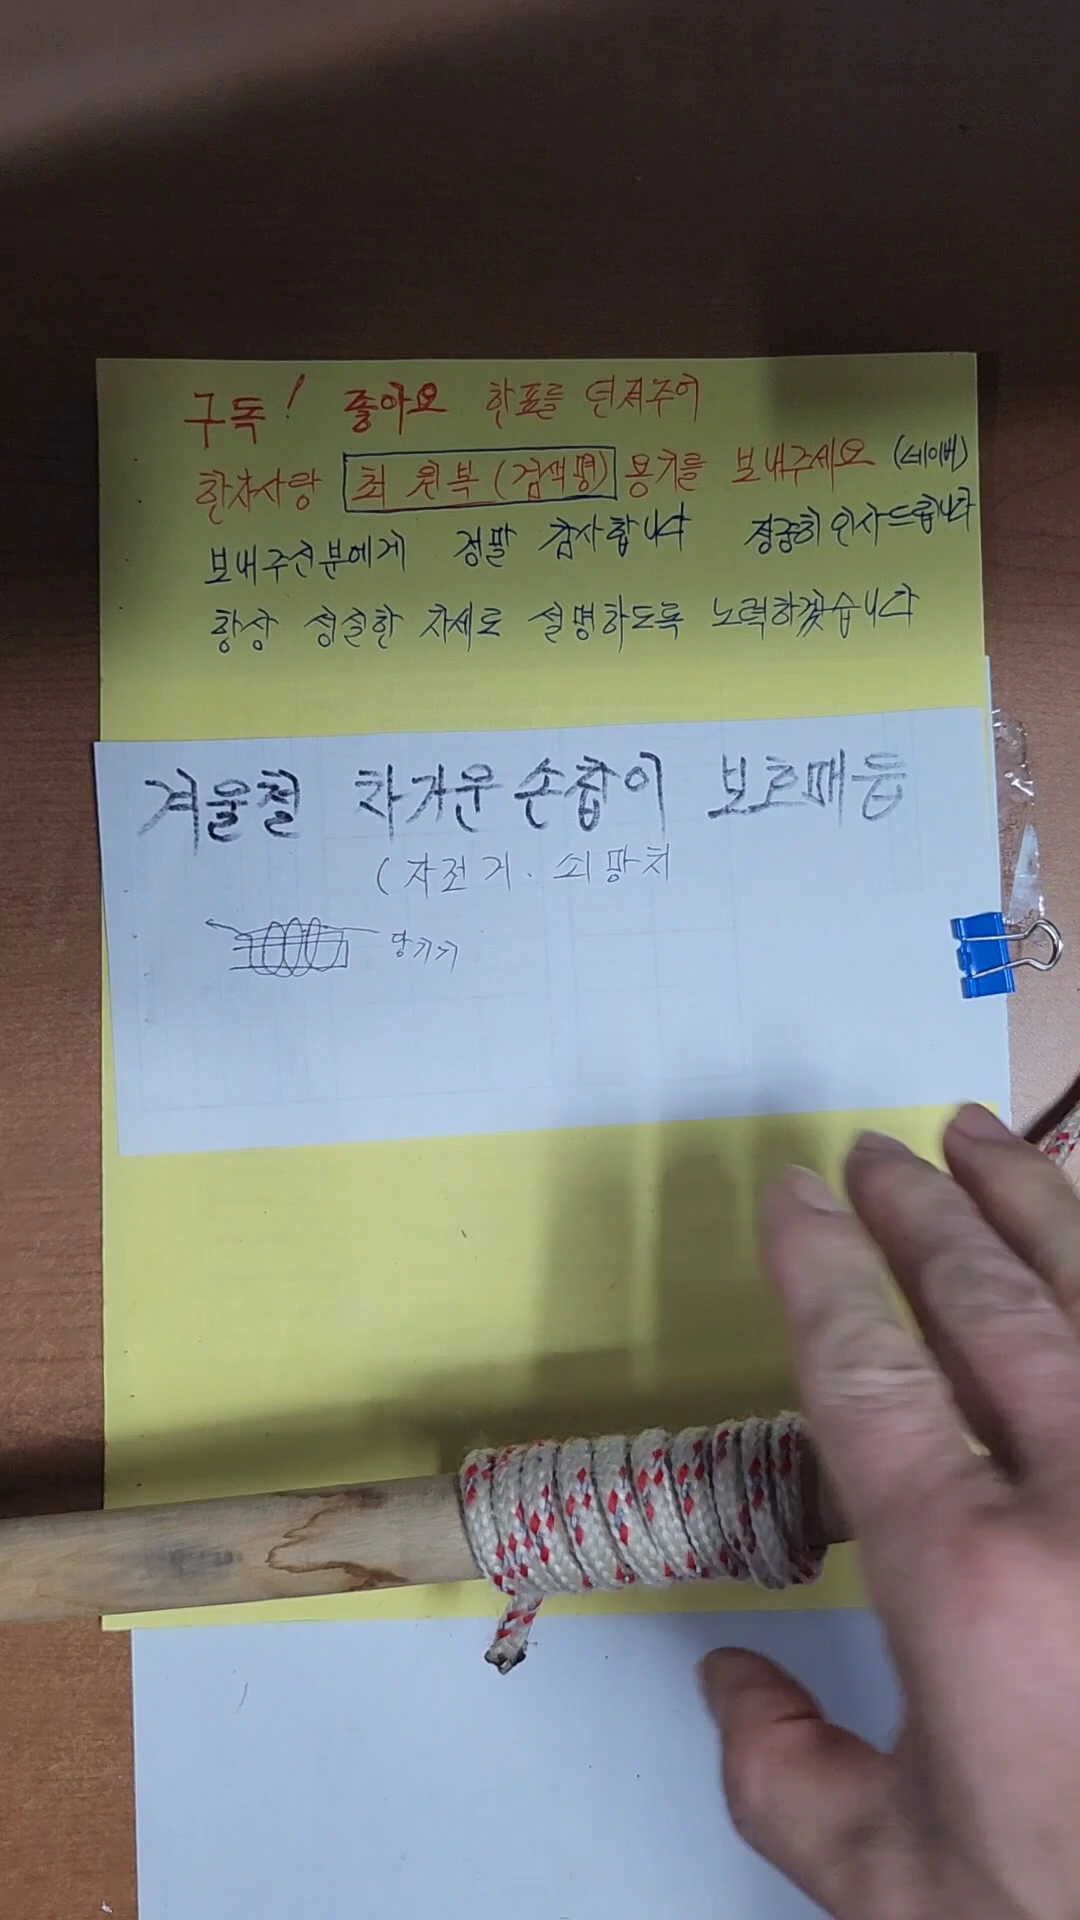 구독! 좋아요 한표를 던져주어
한자사랑 최원복(검색명) 용기를 보내주세요 (네이버)
보내주신분에게 정말 감사합니다 정중히 인사드립니다
항상 성실한 자세로 설명하도록 노력하겠습니다
겨울철 차가운 손잡이 보호매듭
(자전거. 쇠망치
당기기